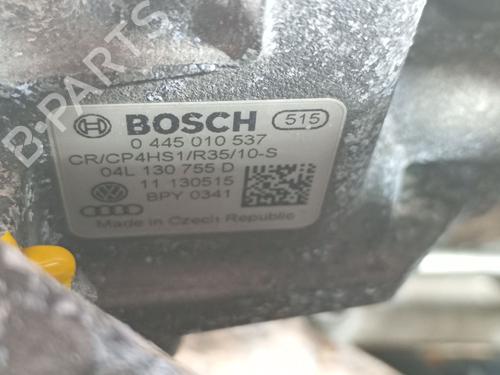 BOSCH 515
0 445 010 537
CR/CP4HS1/R35/10-S
04L 130 755 D
11 130515
BPY 0341
Made in Czech Republic
B-Parts